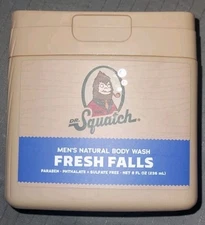 DR.
Squatch
MEN'S NATURAL BODY WASH
FRESH FALLS
PARABEN - PHTHALATE + SULFATE FREE - NET 8 FL OZ (236 mL)